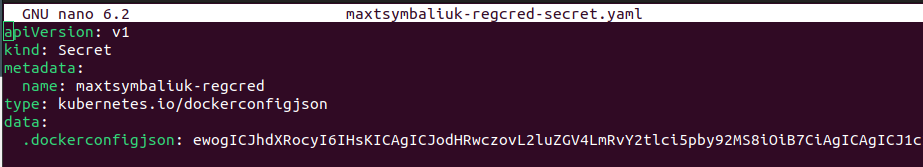 GNU nano 6.2 maxtsymbaliuk-regcred-secret.yaml
apiVersion: v1
kind: Secret
metadata:
  name: maxtsymbaliuk-regcred
type: kubernetes.io/dockerconfigjson
data:
  .dockerconfigjson: ewogICJhdXRocyI6IHsKICAgICJodHRwczovL2luZGV4LmRvY2tlci5pby92MS8iOiB7CiAgICAgICJ1c